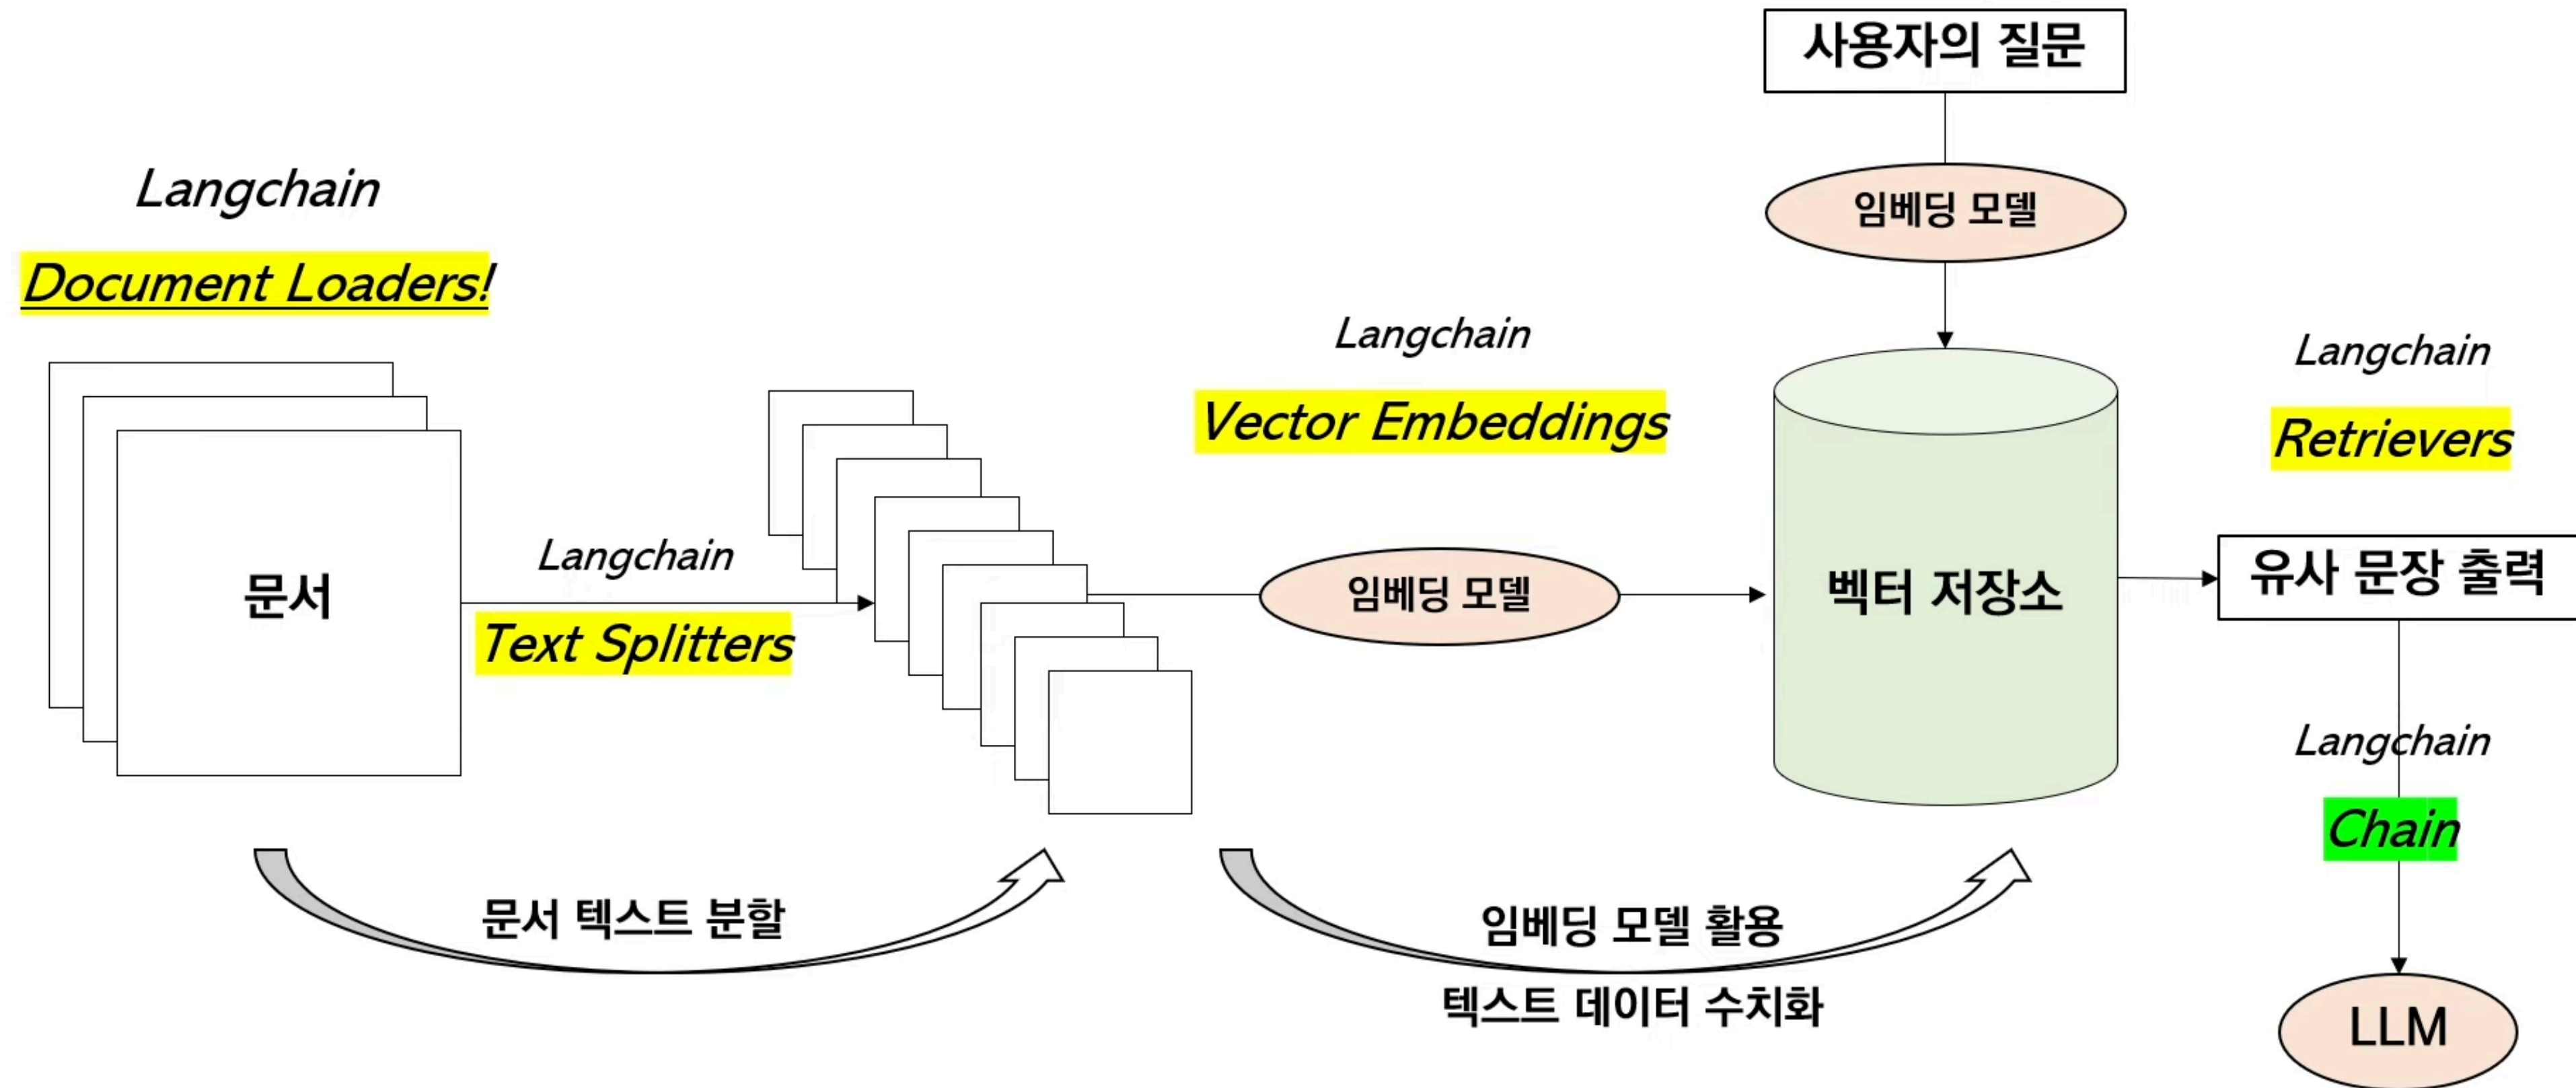 사용자의 질문
임베딩 모델
Langchain
Document Loaders!
문서
Langchain
Text Splitters
Langchain
Vector Embeddings
임베딩 모델
벡터 저장소
Langchain
Retrievers
유사 문장 출력
Langchain
Chain
LLM
문서 텍스트 분할
임베딩 모델 활용
텍스트 데이터 수치화